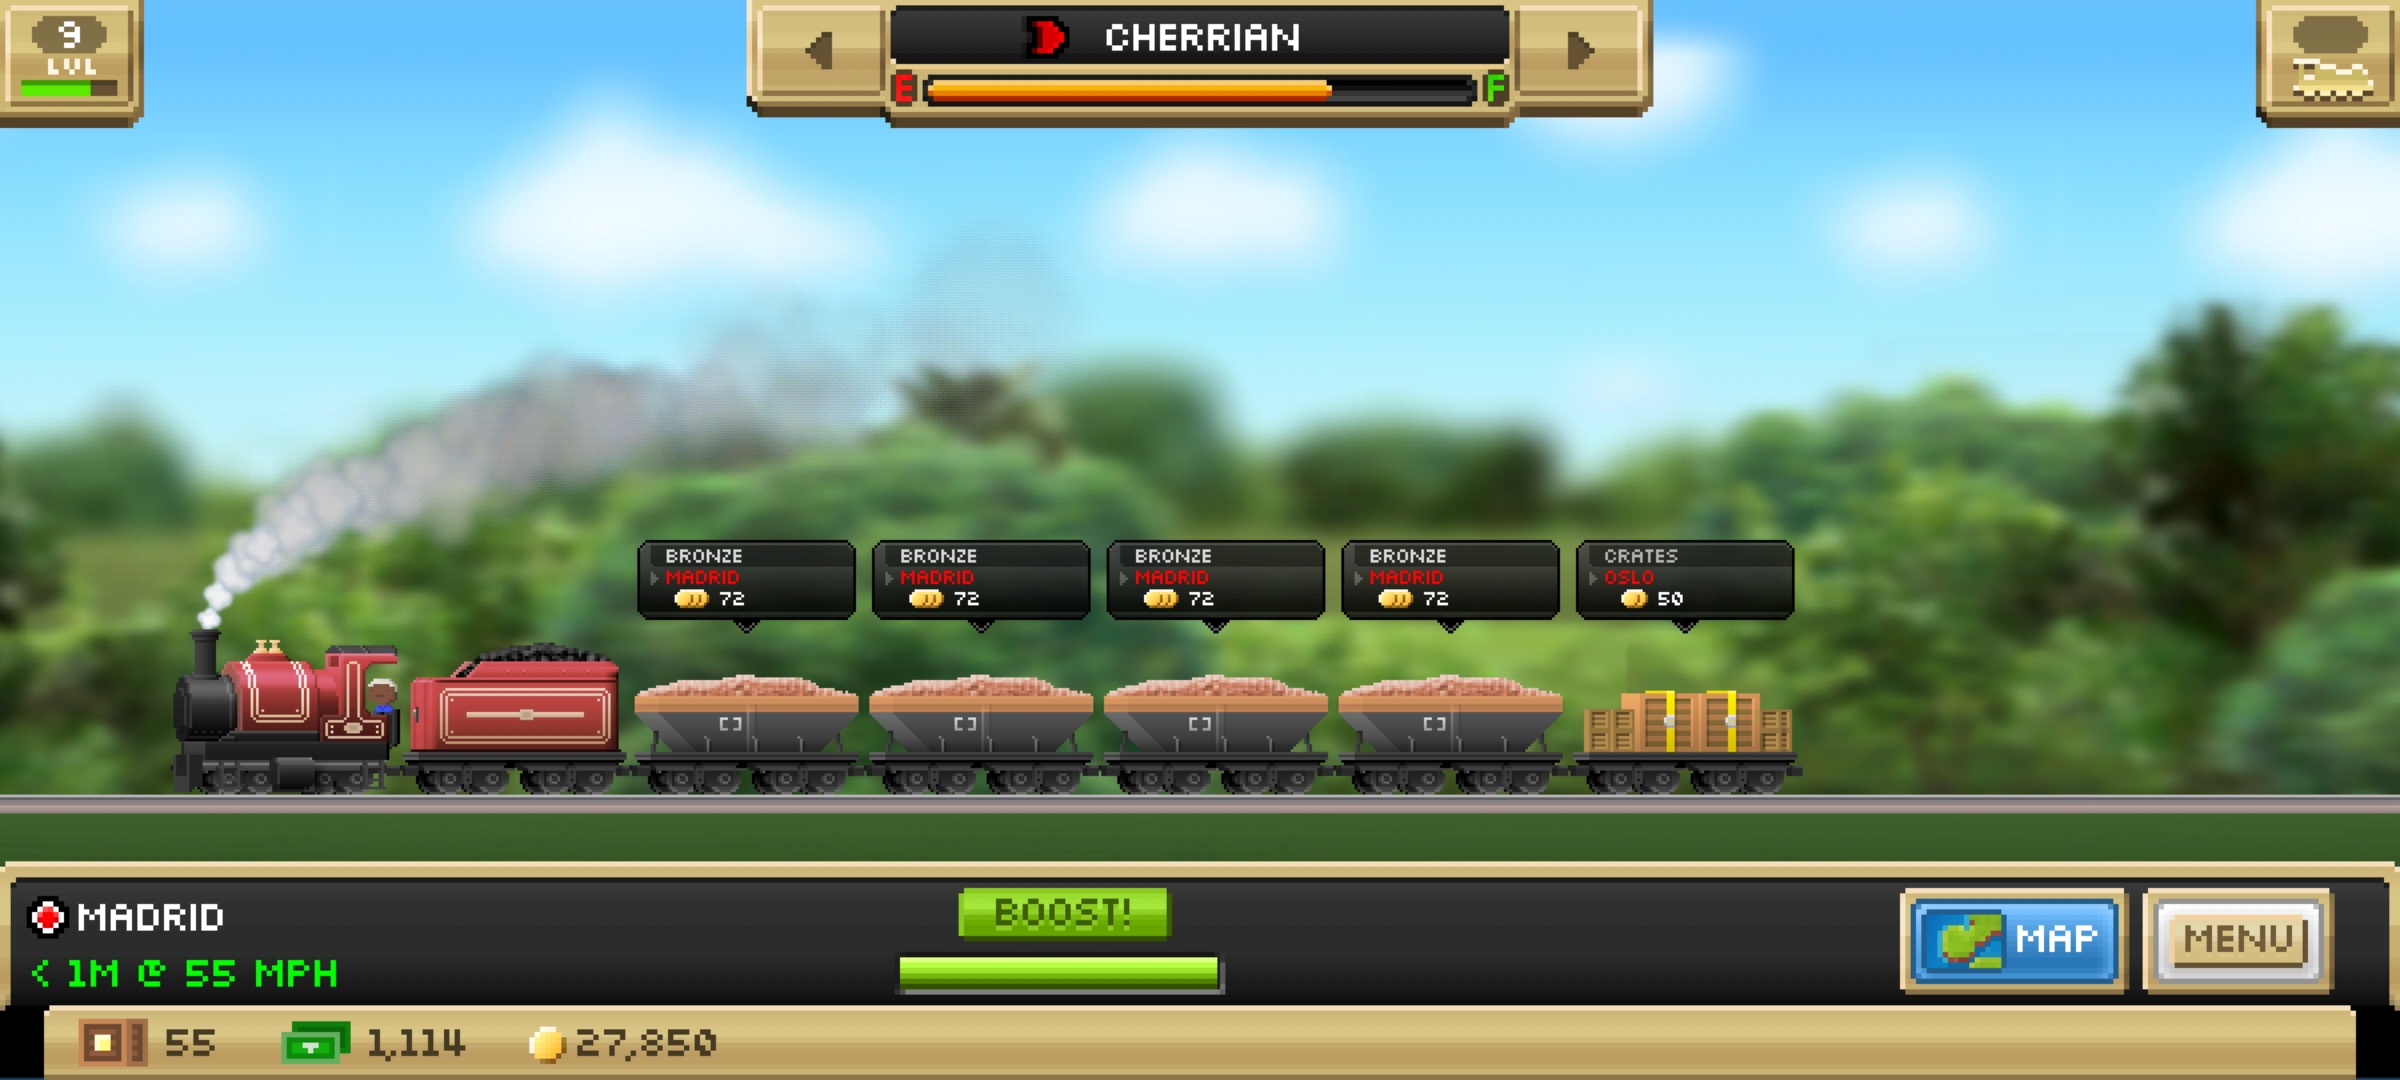 9
LVL
CHERRIAN
E
F
BRONZE
MADRID
72
BRONZE
MADRID
72
BRONZE
MADRID
72
BRONZE
MADRID
72
CRATES
OSLO
50
MADRID
< 1M @ 55 MPH
BOOST!
MAP
MENU
55
1,114
27,850